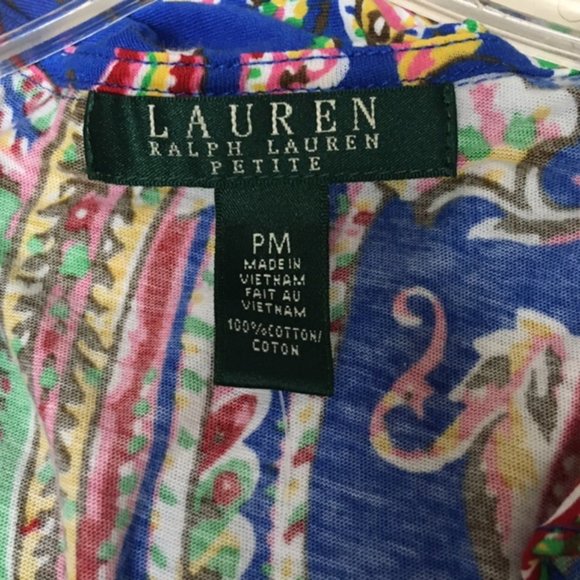 LAUREN
RALPH LAUREN
PETITE
PM
MADE IN
VIETNAM
FAIT AU
VIETNAM
100%COTTON/
COTON